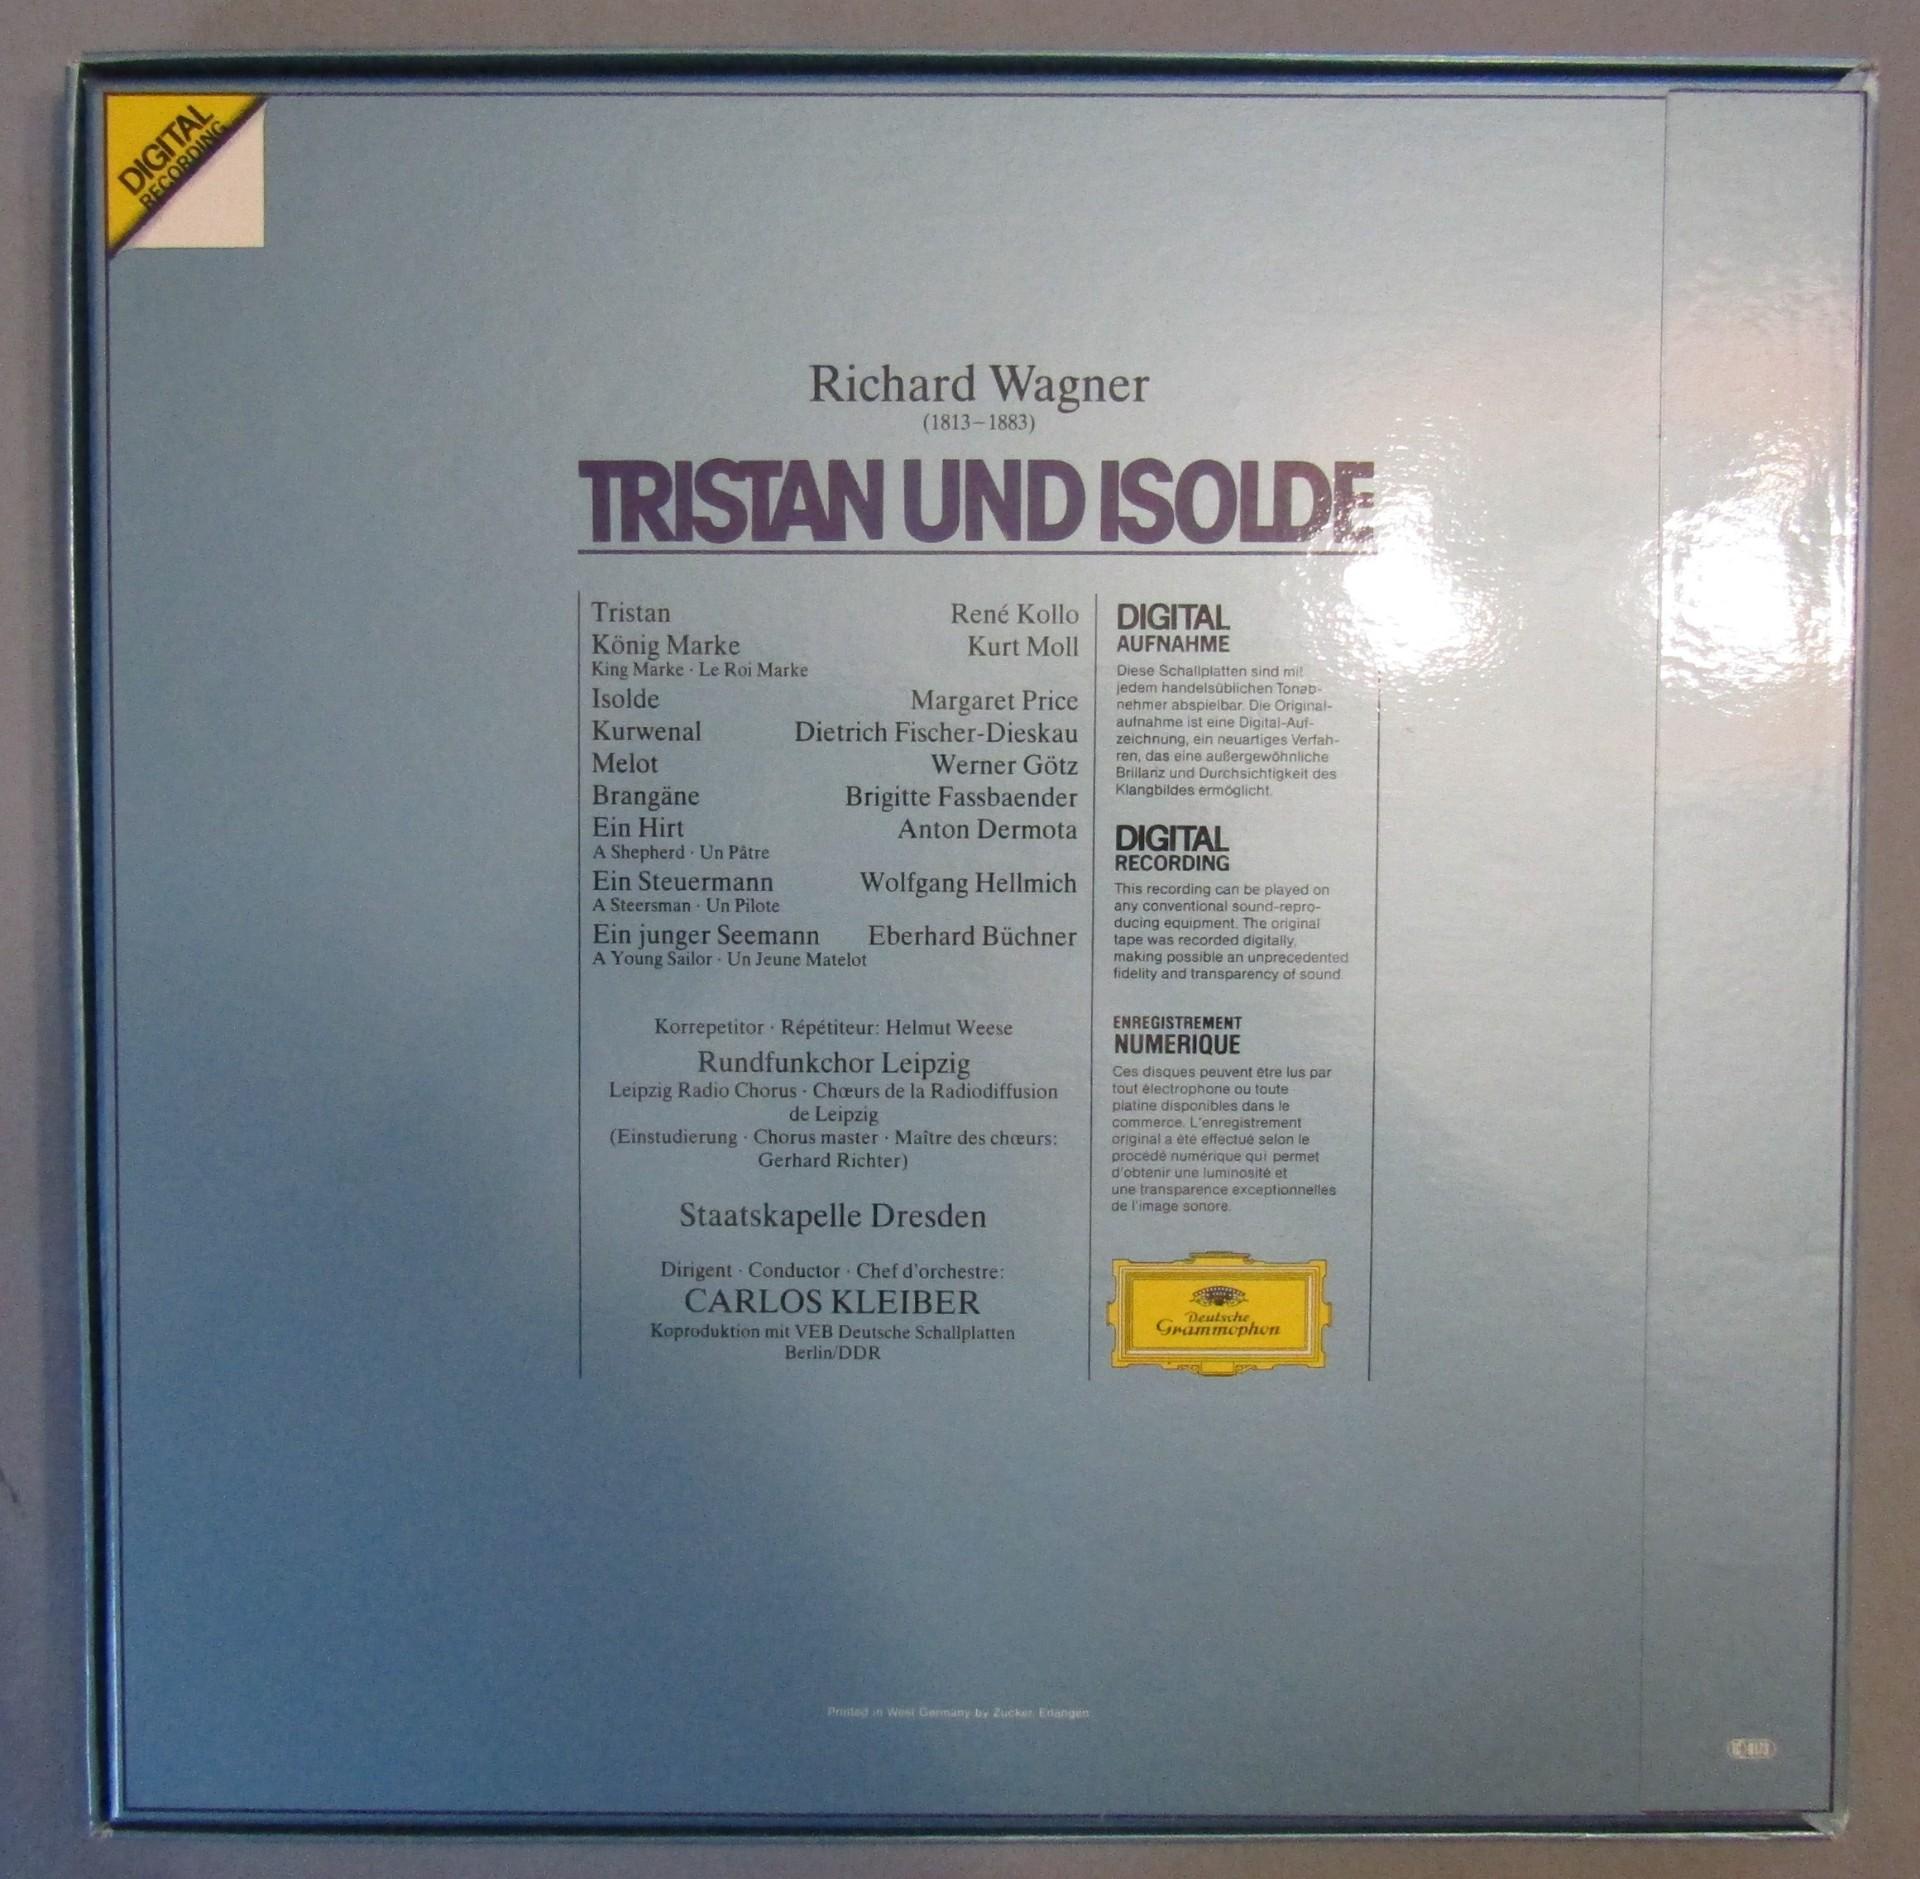 DIGITAL
RECORDING
Richard Wagner
(1813–1883)
TRISTAN UND ISOLDE
Tristan René Kollo
König Marke Kurt Moll
King Marke · Le Roi Marke
Isolde Margaret Price
Kurwenal Dietrich Fischer-Dieskau
Melot Werner Götz
Brangäne Brigitte Fassbaender
Ein Hirt Anton Dermota
A Shepherd · Un Pâtre
Ein Steuermann Wolfgang Hellmich
A Steersman · Un Pilote
Ein junger Seemann Eberhard Büchner
A Young Sailor · Un Jeune Matelot
Korrepetitor · Répétiteur: Helmut Weese
Rundfunkchor Leipzig
Leipzig Radio Chorus · Chœurs de la Radiodiffusion
de Leipzig
(Einstudierung · Chorus master · Maître des chœurs:
Gerhard Richter)
Staatskapelle Dresden
Dirigent · Conductor · Chef d'orchestre:
CARLOS KLEIBER
Koproduktion mit VEB Deutsche Schallplatten
Berlin/DDR
DIGITAL
AUFNAHME
Diese Schallplatten sind mit
jedem handelsüblichen Tonab-
nehmer abspielbar. Die Original-
aufnahme ist eine Digital-Auf-
zeichnung, ein neuartiges Verfah-
ren, das eine außergewöhnliche
Brillanz und Durchsichtigkeit des
Klangbildes ermöglicht.
DIGITAL
RECORDING
This recording can be played on
any conventional sound-repro-
ducing equipment. The original
tape was recorded digitally,
making possible an unprecedented
fidelity and transparency of sound.
ENREGISTREMENT
NUMERIQUE
Ces disques peuvent être lus par
tout électrophone ou toute
platine disponibles dans le
commerce. L'enregistrement
original a été effectué selon le
procédé numérique qui permet
d'obtenir une luminosité et
une transparence exceptionnelles
de l'image sonore.
Deutsche
Grammophon
Printed in West Germany by Zucker, Erlangen